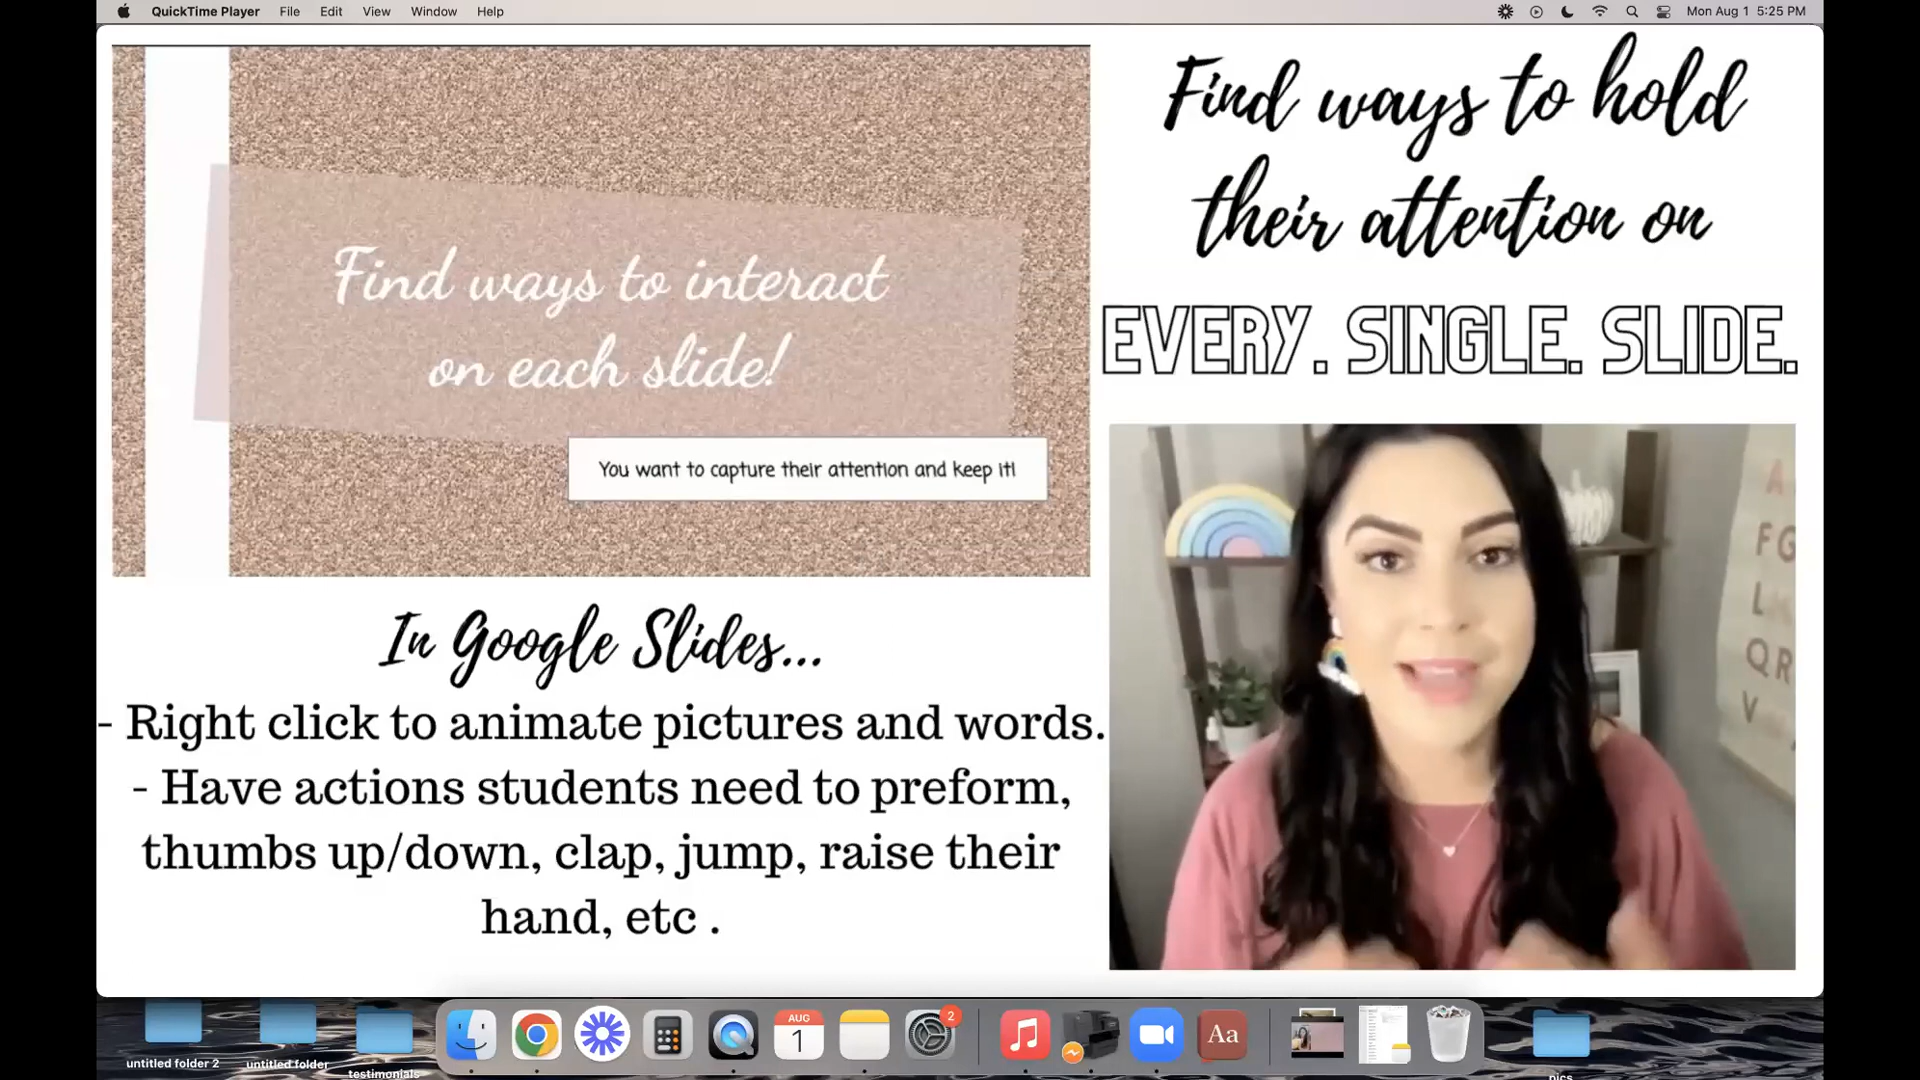 QuickTime Player File Edit View Window Help
Mon Aug 1 5:25 PM
Find ways to interact
on each slide!
You want to capture their attention and keep it!
Find ways to hold
their attention on
EVERY. SINGLE. SLIDE.
In Google Slides...
- Right click to animate pictures and words.
- Have actions students need to preform,
thumbs up/down, clap, jump, raise their
hand, etc .
A
FG
L
QR
V
AUG
1
2
Aa
untitled folder 2
untitled folder
testimonials
pics